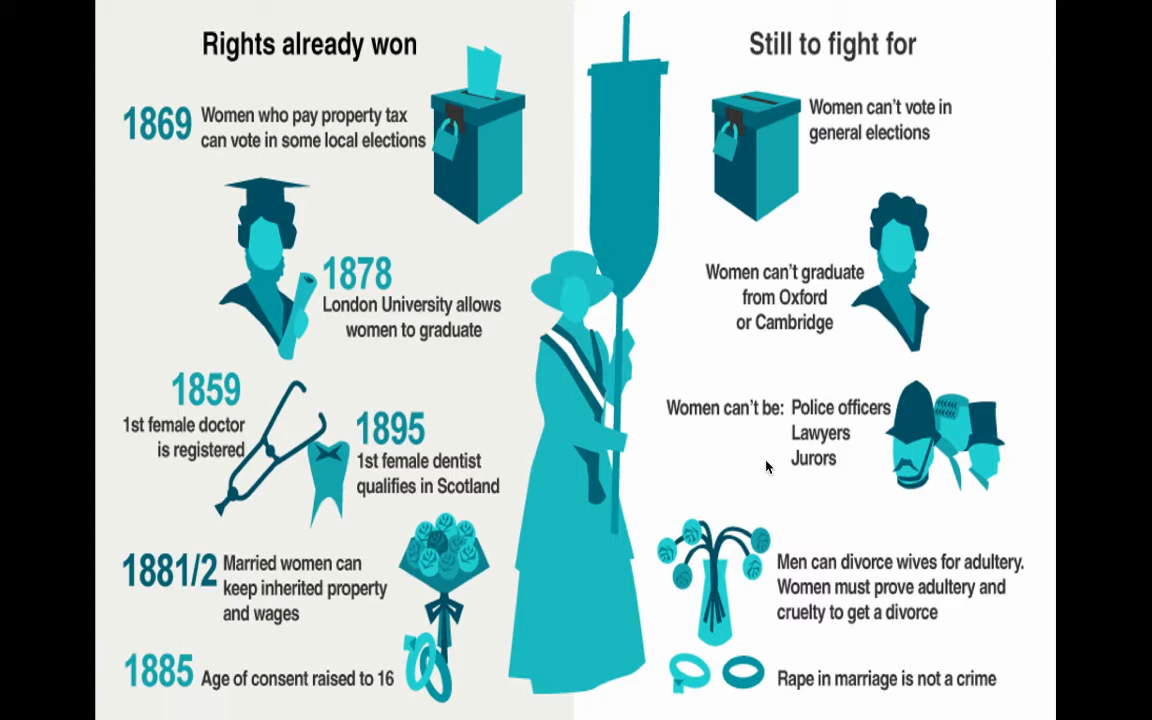 Rights already won
1869
Women who pay property tax
can vote in some local elections
1878
London University allows
women to graduate
1859
1st female doctor
is registered
1895
1st female dentist
qualifies in Scotland
1881/2
Married women can
keep inherited property
and wages
1885
Age of consent raised to 16
Still to fight for
Women can't vote in
general elections
Women can't graduate
from Oxford
or Cambridge
Women can't be: Police officers
Lawyers
Jurors
Men can divorce wives for adultery.
Women must prove adultery and
cruelty to get a divorce
Rape in marriage is not a crime